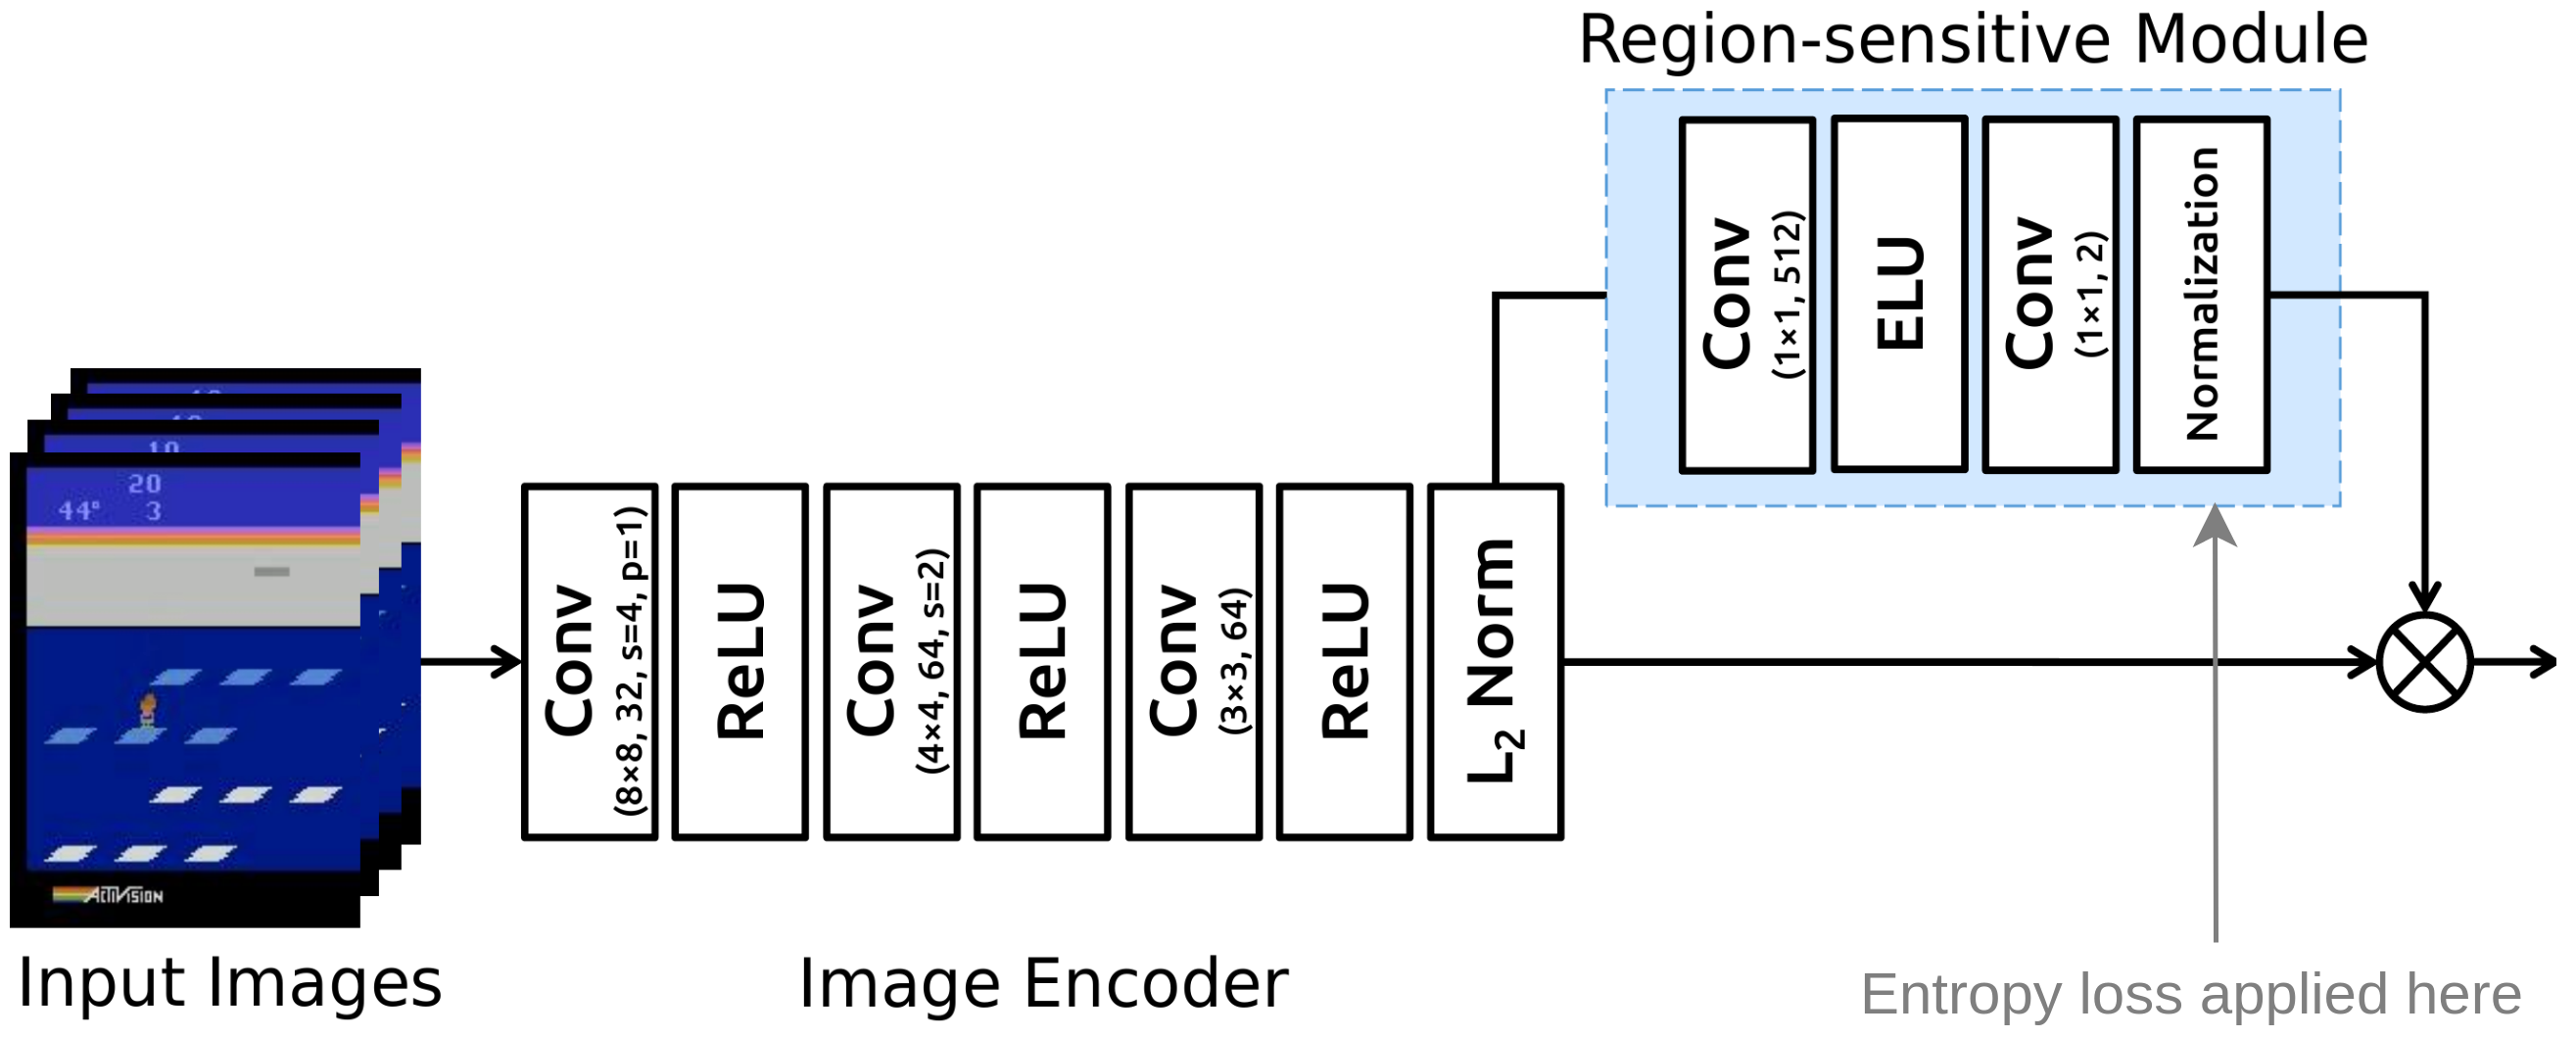 Region-sensitive Module
Conv
(1×1, 512)
ELU
Conv
(1×1, 2)
Normalization
10
20
44° 3
ACTIVISION
Conv
(8×8, 32, s=4, p=1)
ReLU
Conv
(4×4, 64, s=2)
ReLU
Conv
(3×3, 64)
ReLU
L₂ Norm
Input Images
Image Encoder
Entropy loss applied here